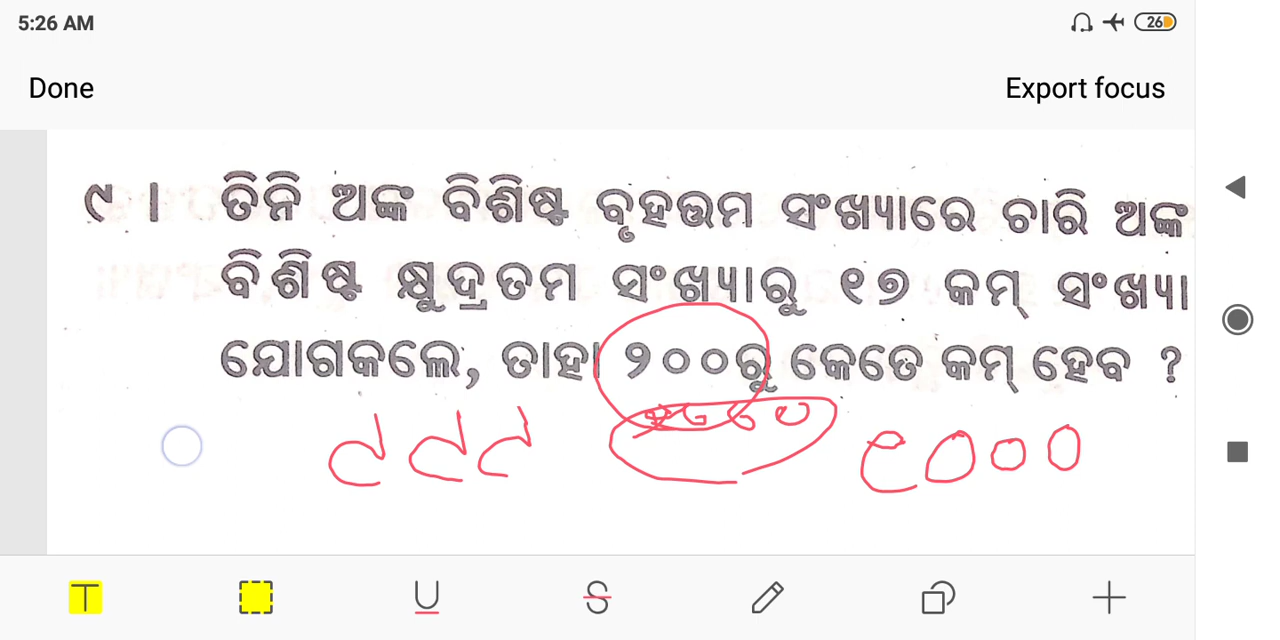 5:26 AM
26
Done
Export focus
୯ । ତିନି ଅଙ୍କ ବିଶିଷ୍ଟ ବୃହତ୍ତମ ସଂଖ୍ୟାରେ ଚାରି ଅଙ୍କ
ବିଶିଷ୍ଟ କ୍ଷୁଦ୍ରତମ ସଂଖ୍ୟାରୁ ୧୭ କମ୍ ସଂଖ୍ୟା
ଯୋଗକଲେ, ତାହା ୨୦୦ରୁ କେତେ କମ୍ ହେବ ?
୯୯୯
୧୦୦୦
T
U
S